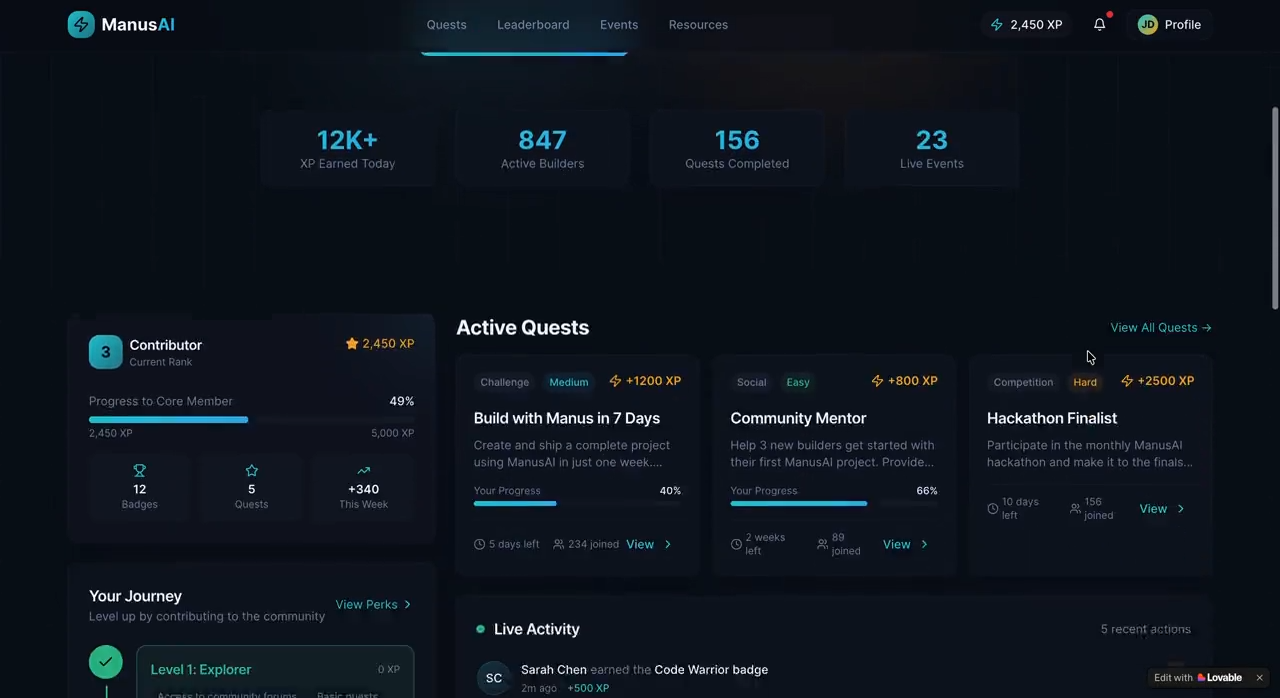 ManusAI
Quests Leaderboard Events Resources
2,450 XP
JD Profile
12K+
XP Earned Today
847
Active Builders
156
Quests Completed
23
Live Events
3
Contributor
Current Rank
2,450 XP
Progress to Core Member 49%
2,450 XP 5,000 XP
12
Badges
5
Quests
+340
This Week
Your Journey
Level up by contributing to the community
View Perks
Level 1: Explorer 0 XP
Access to community forums Basic quests
Active Quests
View All Quests →
Challenge Medium +1200 XP
Build with Manus in 7 Days
Create and ship a complete project
using ManusAI in just one week....
Your Progress 40%
5 days left 234 joined View
Social Easy +800 XP
Community Mentor
Help 3 new builders get started with
their first ManusAI project. Provide...
Your Progress 66%
2 weeks
left
89
joined
View
Competition Hard +2500 XP
Hackathon Finalist
Participate in the monthly ManusAI
hackathon and make it to the finals...
10 days
left
156
joined
View
Live Activity 5 recent actions
SC
Sarah Chen earned the Code Warrior badge
2m ago +500 XP
Edit with Lovable ×